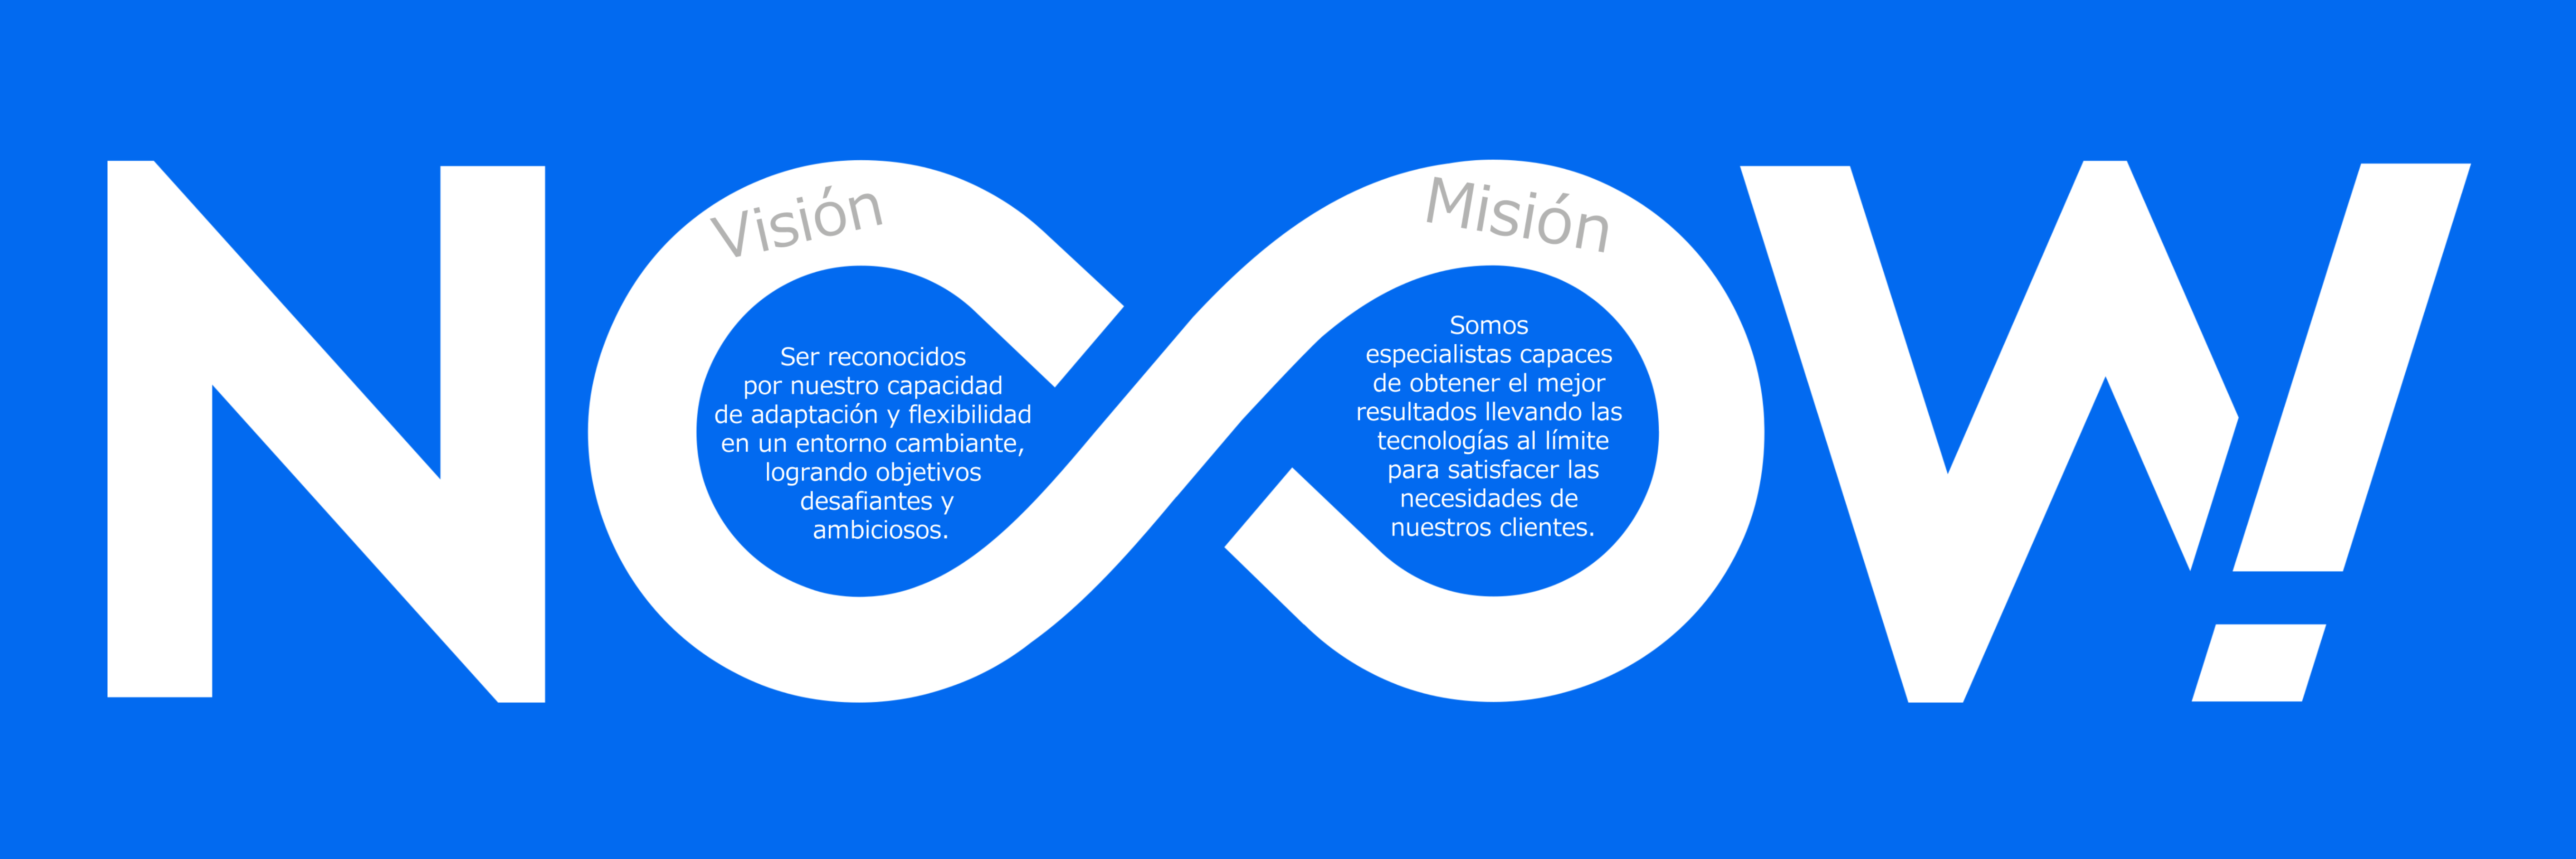 NOOW!
Visión
Ser reconocidos
por nuestro capacidad
de adaptación y flexibilidad
en un entorno cambiante,
logrando objetivos
desafiantes y
ambiciosos.
Misión
Somos
especialistas capaces
de obtener el mejor
resultados llevando las
tecnologías al límite
para satisfacer las
necesidades de
nuestros clientes.